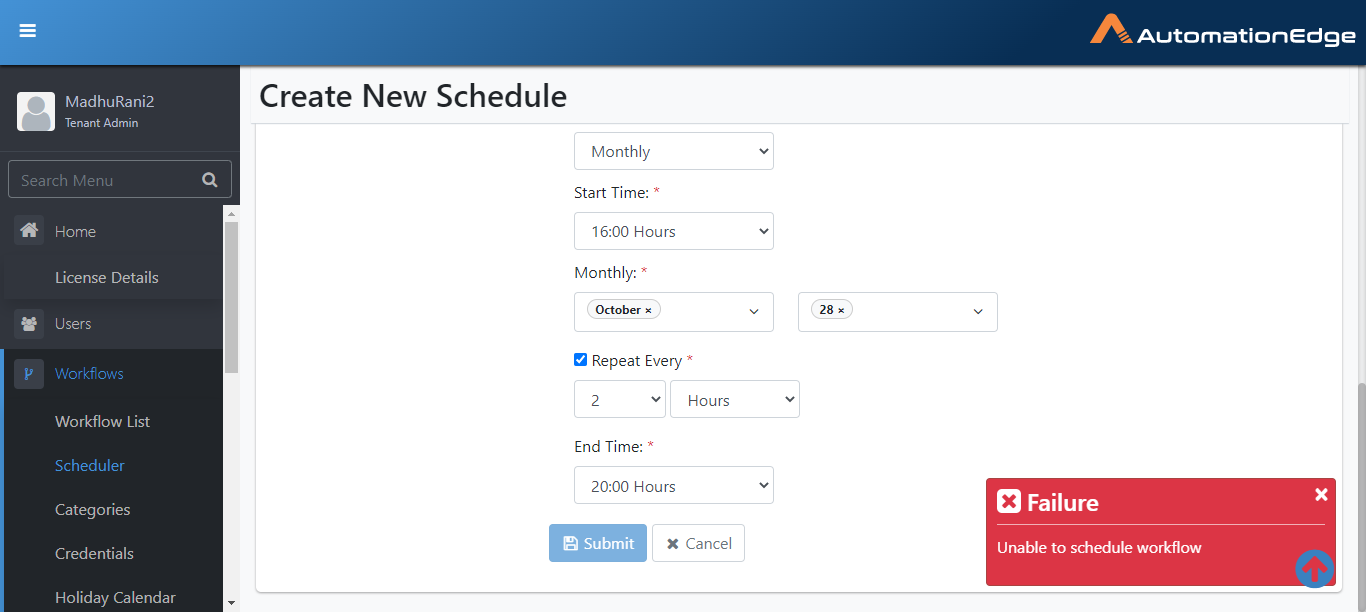 AutomationEdge
MadhuRani2
Tenant Admin
Create New Schedule
Search Menu
Home
License Details
Users
Workflows
Workflow List
Scheduler
Categories
Credentials
Holiday Calendar
Monthly
Start Time: *
16:00 Hours
Monthly: *
October × 28 ×
Repeat Every *
2 Hours
End Time: *
20:00 Hours
Submit Cancel
Failure
Unable to schedule workflow